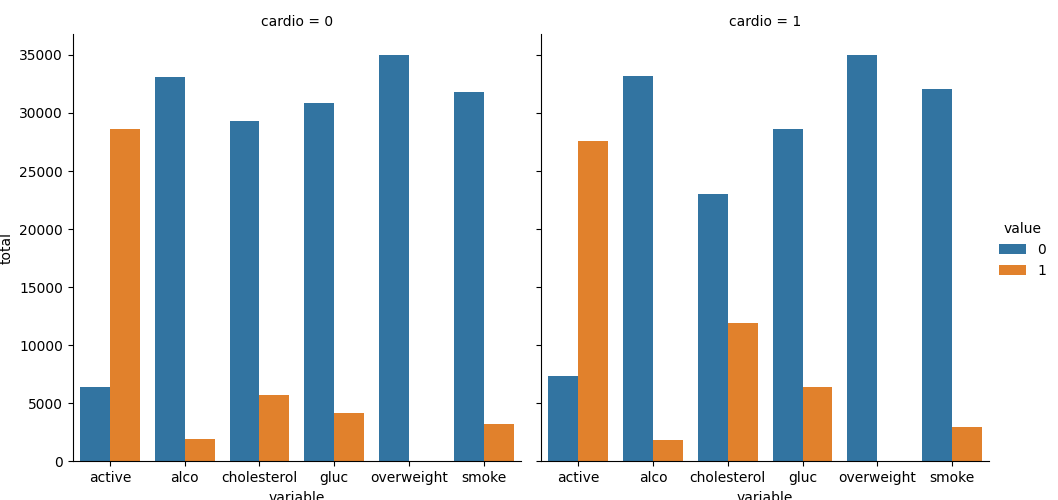 cardio = 0
cardio = 1
total
35000
30000
25000
20000
15000
10000
5000
0
active alco cholesterol gluc overweight smoke
variable
active alco cholesterol gluc overweight smoke
variable
value
0
1